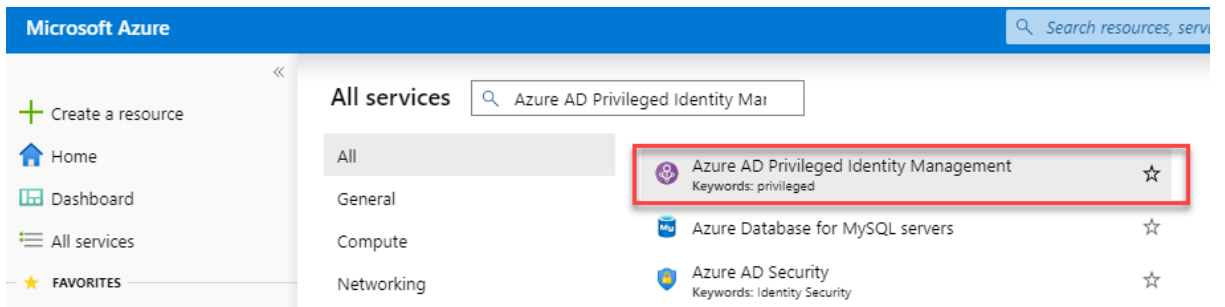 Microsoft Azure
Search resources, serv
«
Create a resource
Home
Dashboard
All services
FAVORITES
All services
Azure AD Privileged Identity Mar
All
General
Compute
Networking
Azure AD Privileged Identity Management
Keywords: privileged
My
Azure Database for MySQL servers
Azure AD Security
Keywords: Identity Security